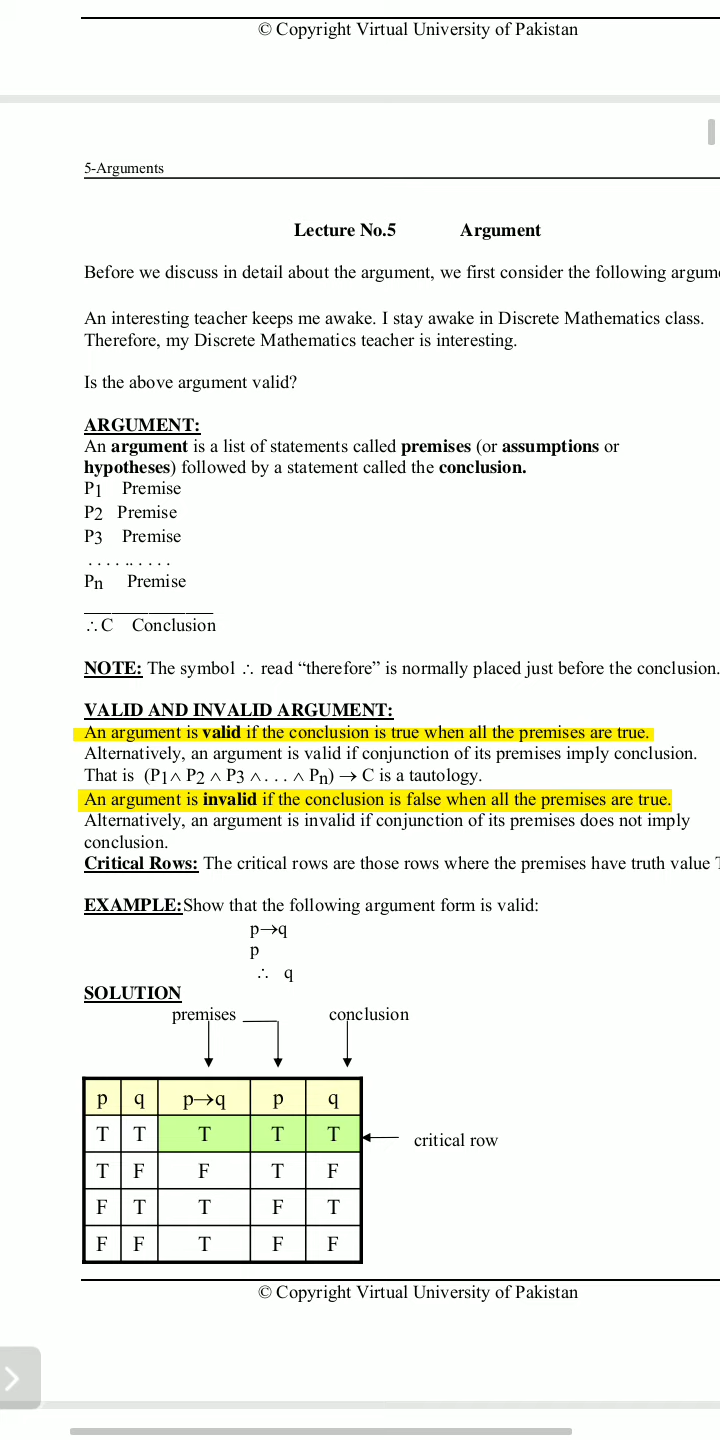 © Copyright Virtual University of Pakistan
5-Arguments
Lecture No.5 Argument
Before we discuss in detail about the argument, we first consider the following
An interesting teacher keeps me awake. I stay awake in Discrete Mathematics class.
Therefore, my Discrete Mathematics teacher is interesting.
Is the above argument valid?
ARGUMENT:
An argument is a list of statements called premises (or assumptions or
hypotheses) followed by a statement called the conclusion.
P1 Premise
P2 Premise
P3 Premise
. . . . .. . . . .
Pn Premise
∴C Conclusion
NOTE: The symbol ∴ read “therefore” is normally placed just before the conclusion.
VALID AND INVALID ARGUMENT:
An argument is valid if the conclusion is true when all the premises are true.
Alternatively, an argument is valid if conjunction of its premises imply conclusion.
That is (P1∧ P2 ∧ P3 ∧. . . ∧ Pn) → C is a tautology.
An argument is invalid if the conclusion is false when all the premises are true.
Alternatively, an argument is invalid if conjunction of its premises does not imply
conclusion.
Critical Rows: The critical rows are those rows where the premises have truth value
EXAMPLE:Show that the following argument form is valid:
p→q
p
∴ q
SOLUTION
premises conclusion
p q p→q p q
T T T T T critical row
T F F T F
F T T F T
F F T F F
© Copyright Virtual University of Pakistan